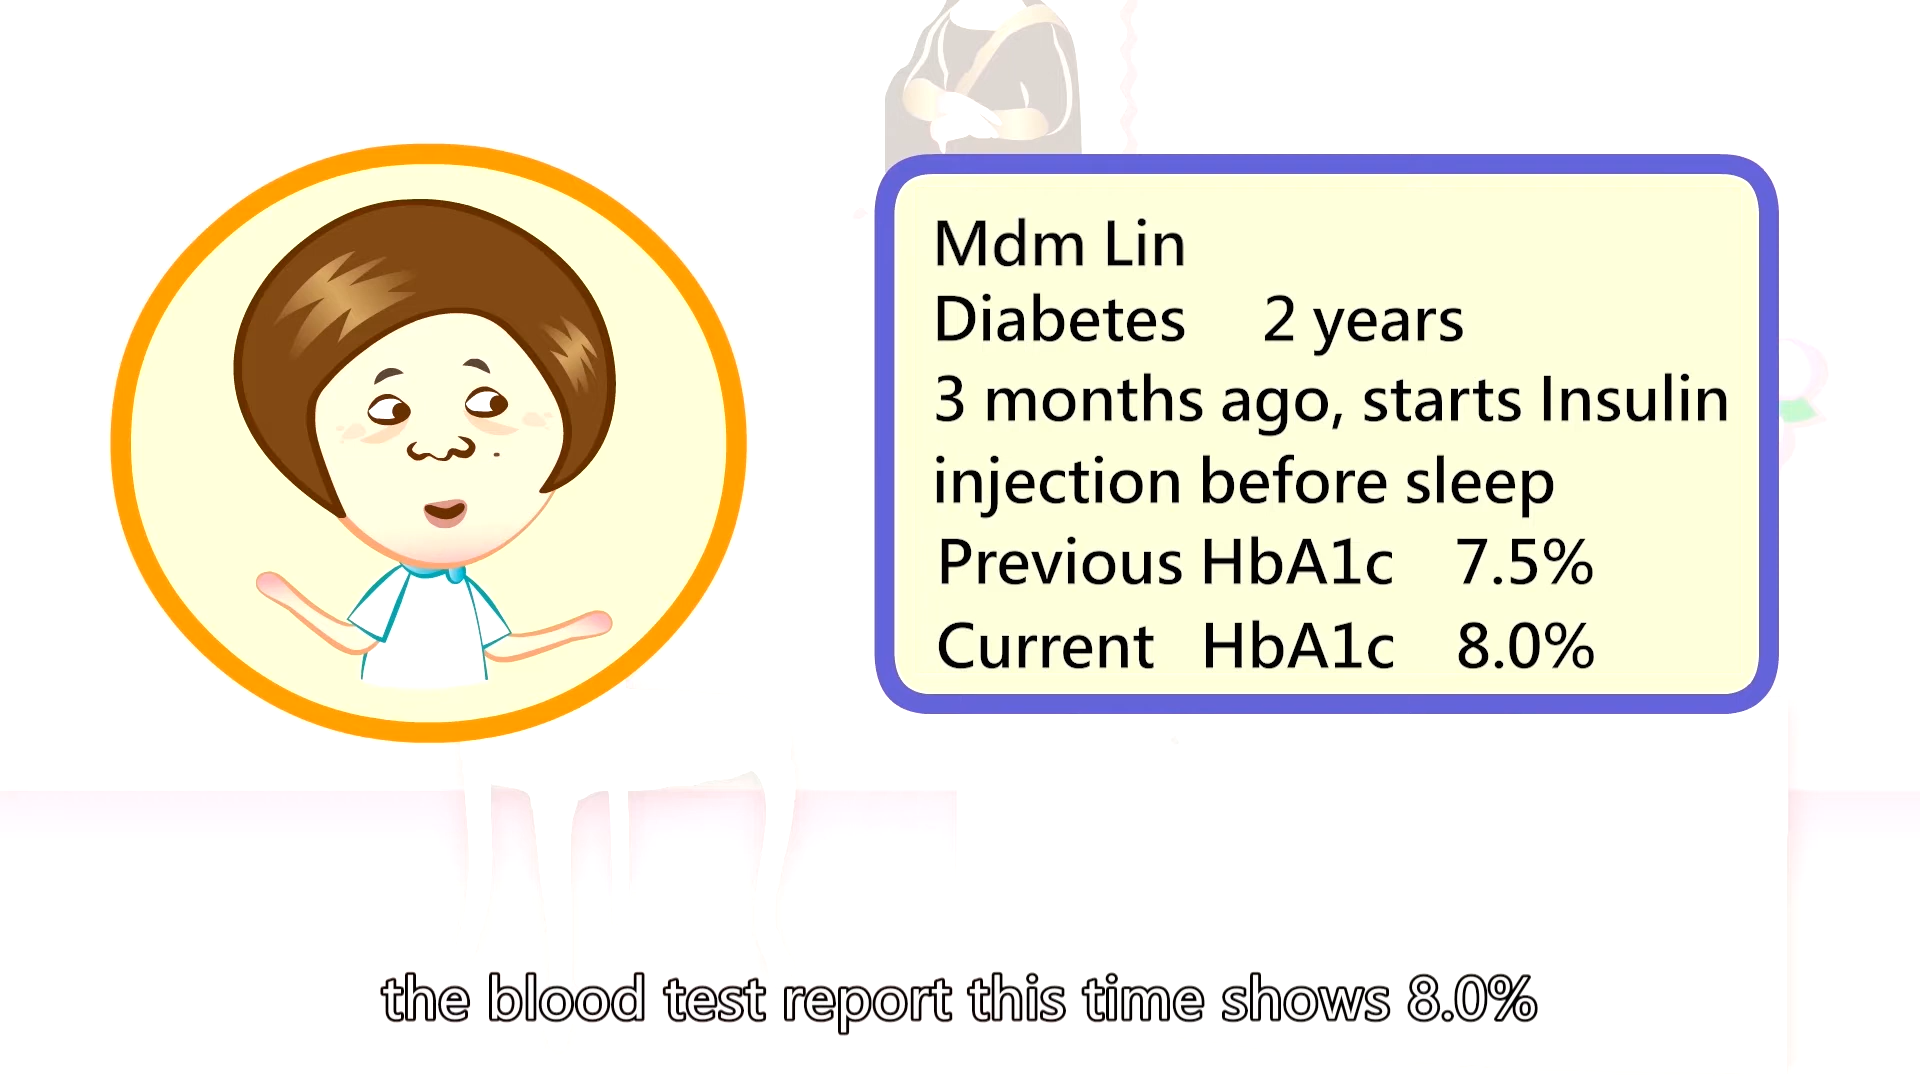 Mdm Lin
Diabetes 2 years
3 months ago, starts Insulin
injection before sleep
Previous HbA1c 7.5%
Current HbA1c 8.0%
the blood test report this time shows 8.0%